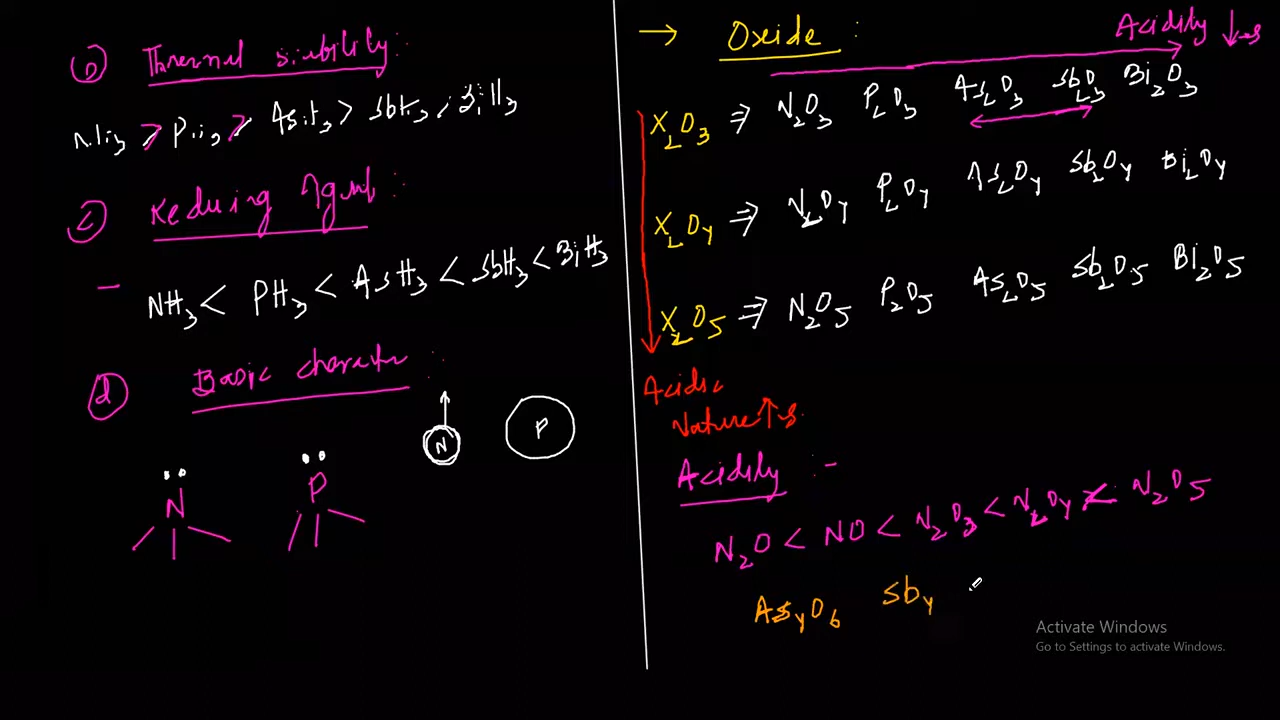 (b) Thermal stability :
NH3 > PH3 > AsH3 > SbH3 > BiH3
(c) Reducing Agent :
- NH3 < PH3 < AsH3 < SbH3 < BiH3
(d) Basic character :
N P
N P
→ Oxide :
Acidity ↓es
X2O3 ⇒ N2O3 P2O3 As2O3 Sb2O3 Bi2O3
X2O4 ⇒ N2O4 P2O4 As2O4 Sb2O4 Bi2O4
X2O5 ⇒ N2O5 P2O5 As2O5 Sb2O5 Bi2O5
Acidic
Nature ↑s.
Acidity :-
N2O < NO < N2O3 < N2O4 < N2O5
As4O6 Sb4
Activate Windows
Go to Settings to activate Windows.